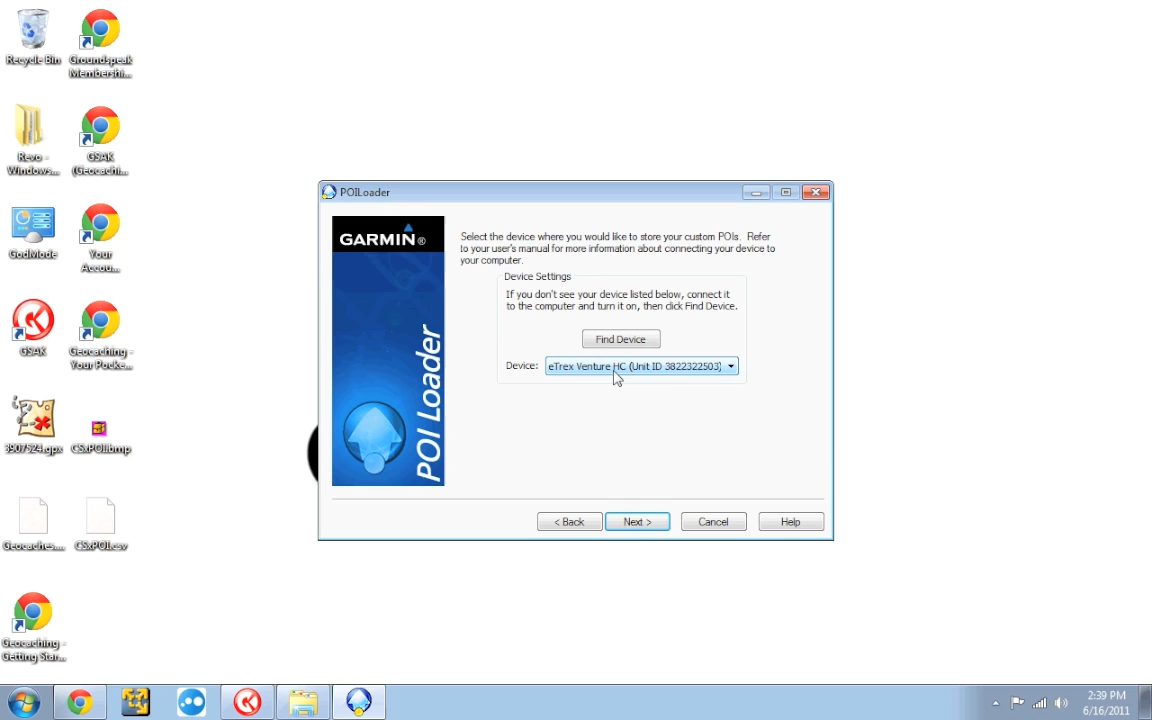 Recycle Bin
Groundspeak
Membershi...
Revo -
Windows...
GSAK
(Geocachi...
GodMode
Your
Accou...
GSAK
Geocaching -
Your Pocke...
3907524.gpx
CSxPOI.bmp
Geocaches....
CSxPOI.csv
Geocaching -
Getting Star...
POILoader
GARMIN®
POI Loader
Select the device where you would like to store your custom POIs. Refer
to your user's manual for more information about connecting your device to
your computer.
Device Settings
If you don't see your device listed below, connect it
to the computer and turn it on, then click Find Device.
Find Device
Device:
eTrex Venture HC (Unit ID 3822322503)
< Back
Next >
Cancel
Help
2:39 PM
6/16/2011